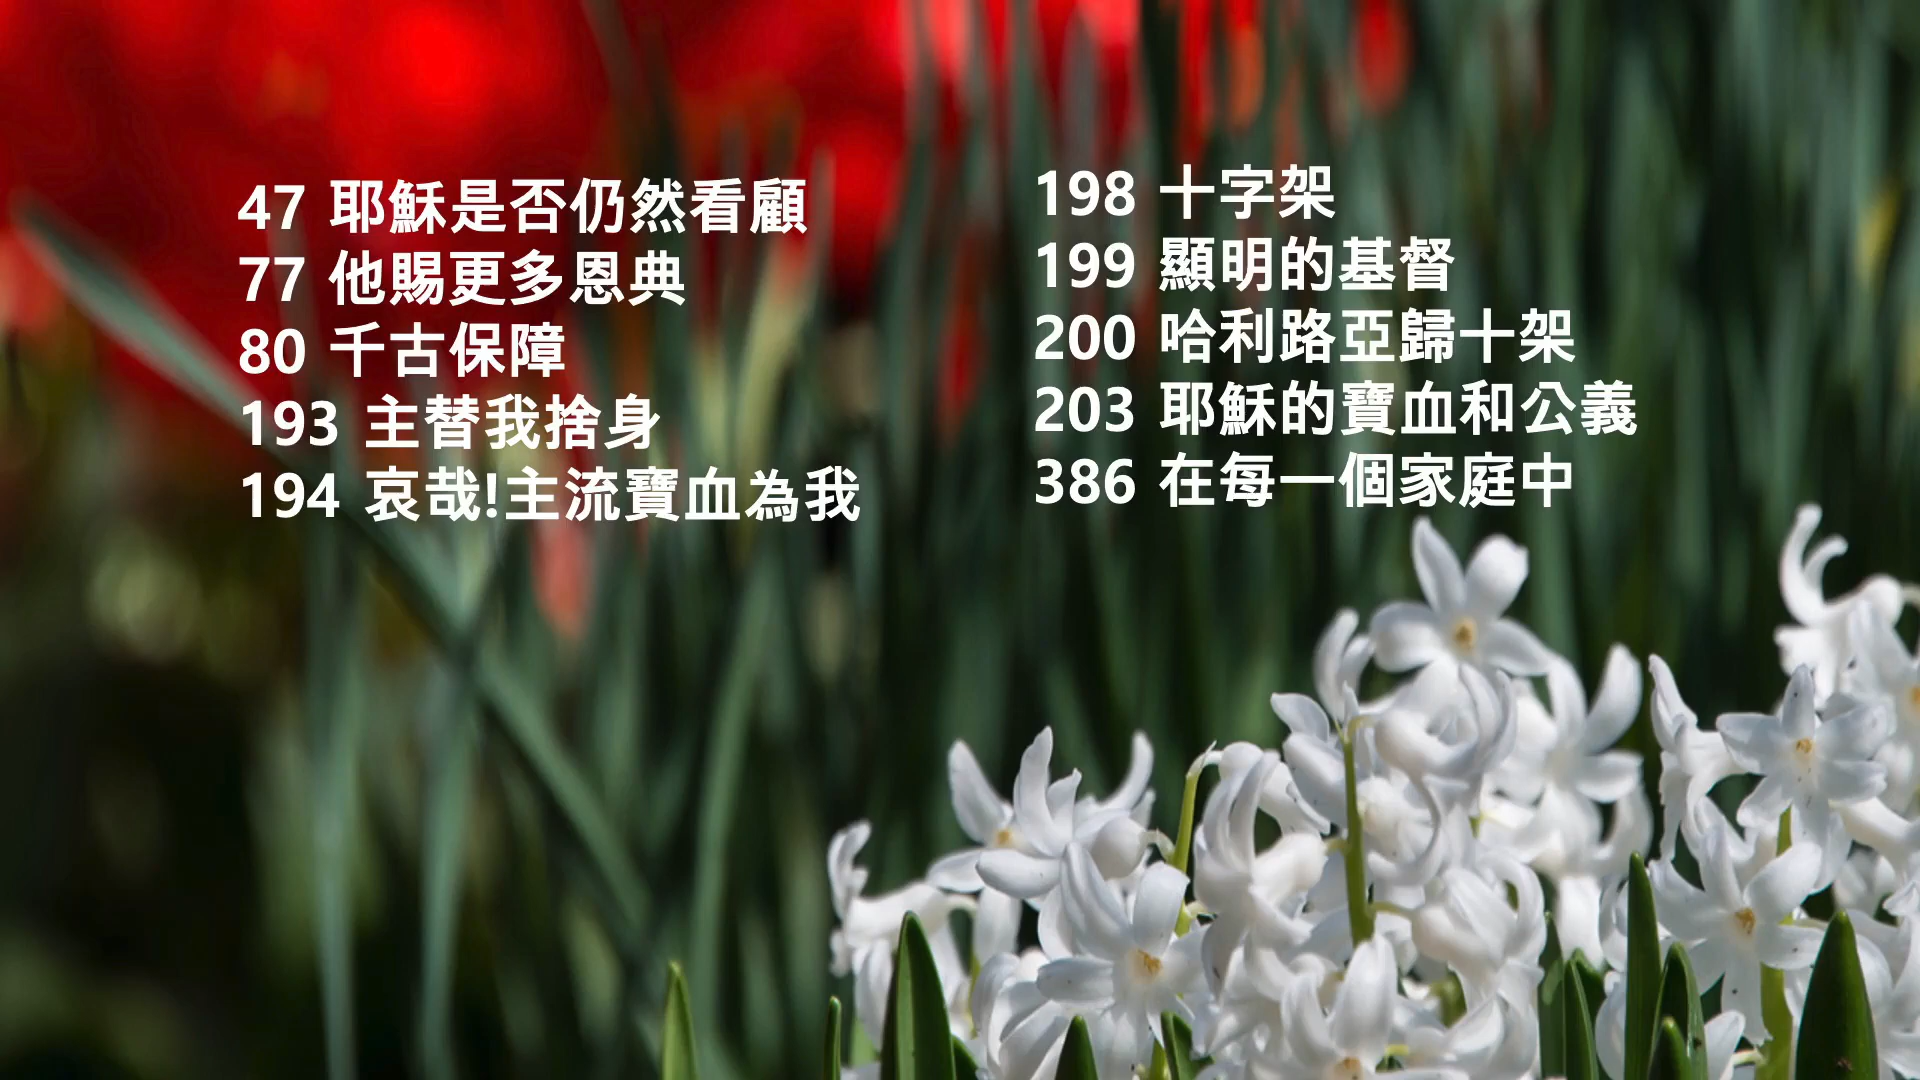 47 耶穌是否仍然看顧
77 他賜更多恩典
80 千古保障
193 主替我捨身
194 哀哉!主流寶血為我
198 十字架
199 顯明的基督
200 哈利路亞歸十架
203 耶穌的寶血和公義
386 在每一個家庭中